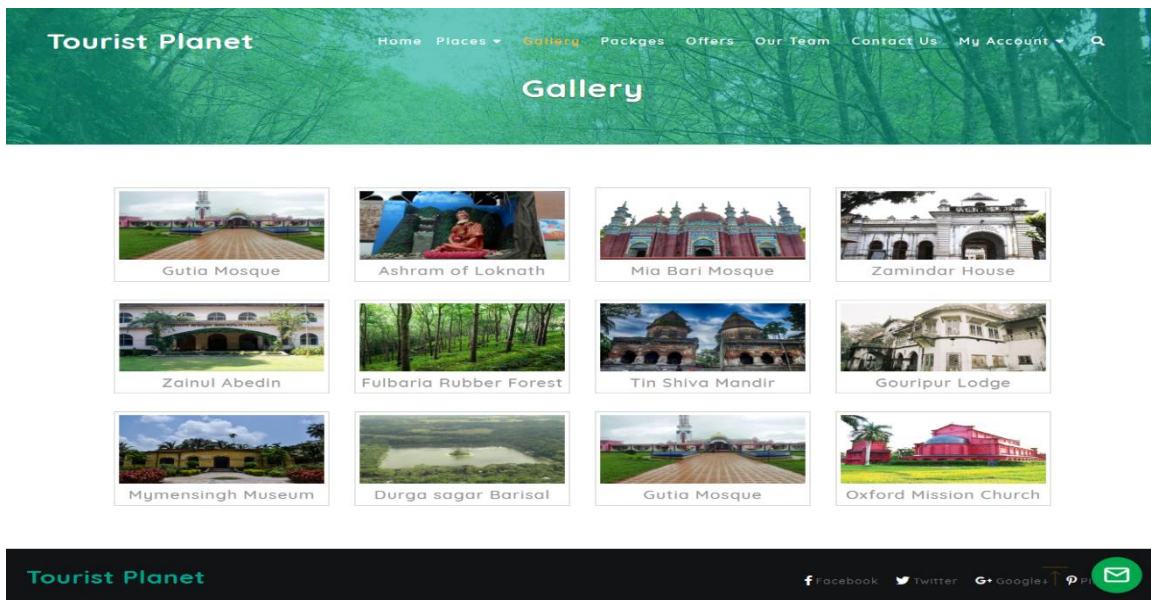 Tourist Planet
Home Places Gallery Packges Offers Our Team Contact Us My Account
Gallery
Gutia Mosque
Ashram of Loknath
Mia Bari Mosque
Zamindar House
Zainul Abedin
Fulbaria Rubber Forest
Tin Shiva Mandir
Gouripur Lodge
Mymensingh Museum
Durga sagar Barisal
Gutia Mosque
Oxford Mission Church
Tourist Planet
Facebook Twitter G+ Google+